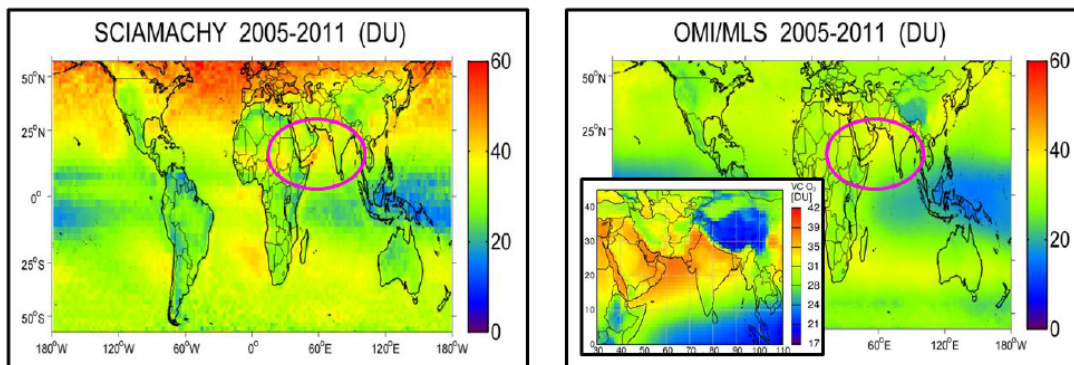 SCIAMACHY 2005-2011 (DU)
50°N
25°N
0°
25°S
50°S
180°W
120°W
60°W
0°
60°E
120°E
180°W
60
40
20
0
OMI/MLS 2005-2011 (DU)
50°N
25°N
60°E
120°E
180°W
60
40
20
0
VC O3
[DU]
40
30
20
10
0
30
40
50
60
70
80
90
100
110
42
38
35
31
28
24
21
17